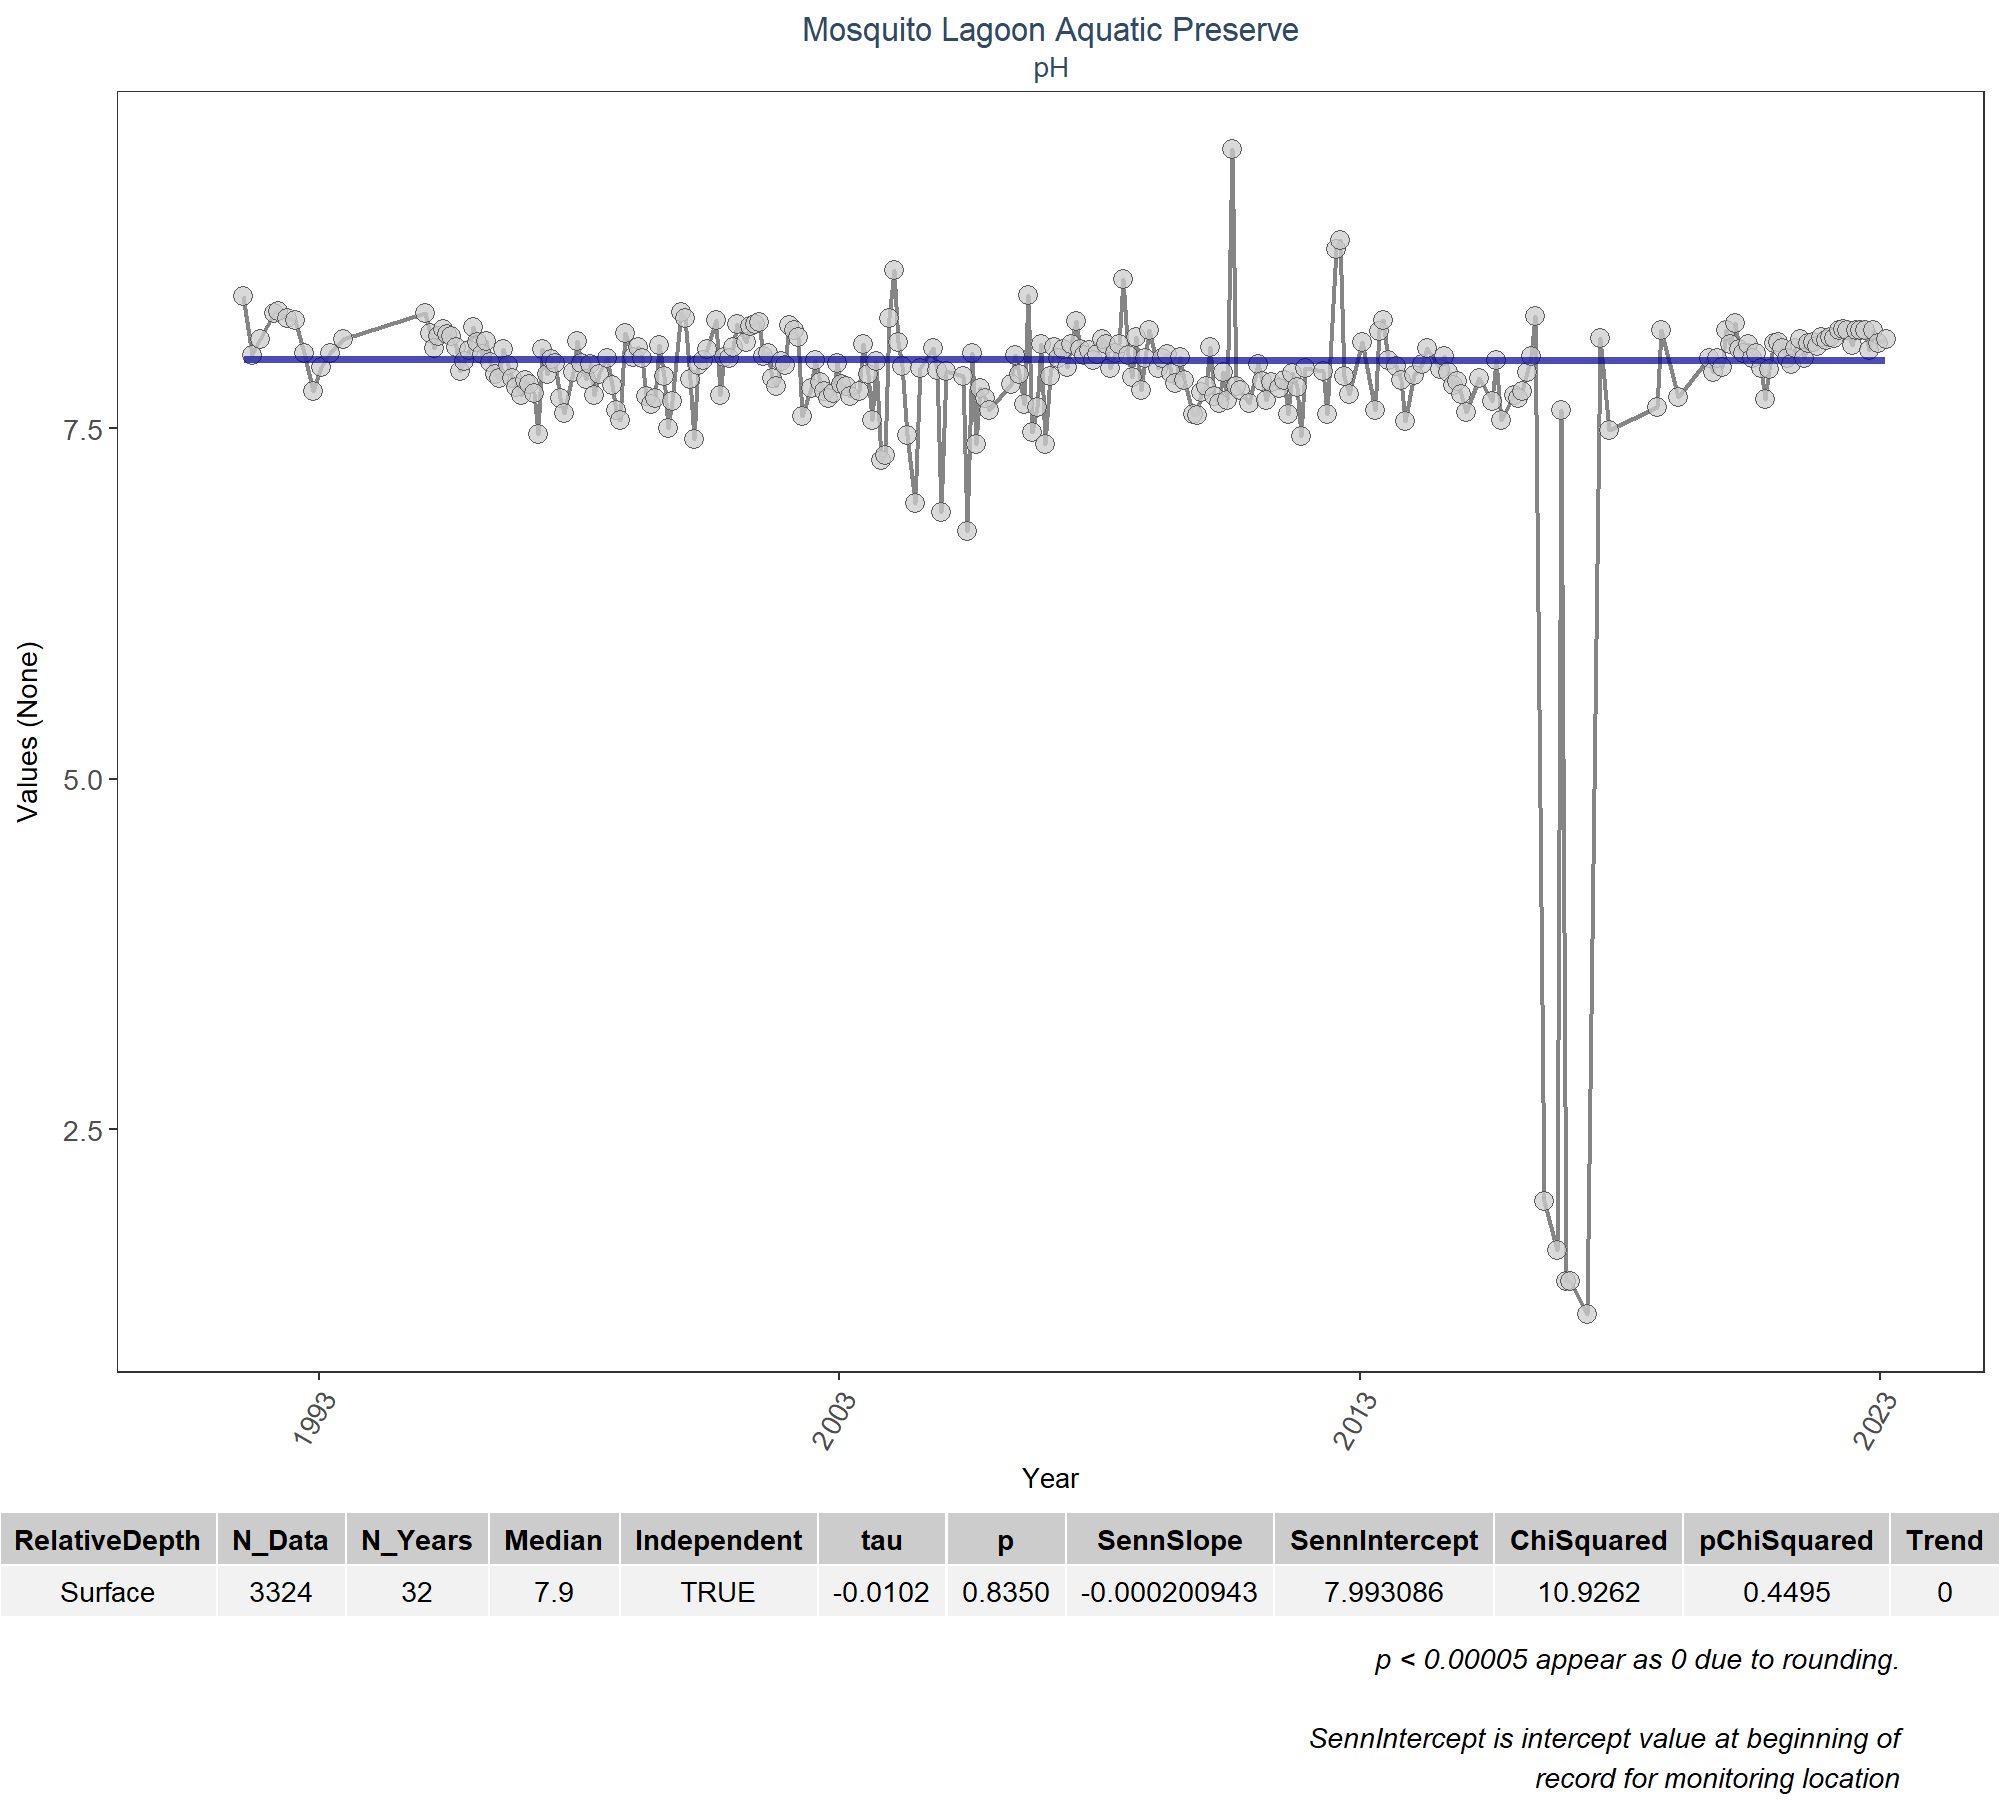 Mosquito Lagoon Aquatic Preserve
pH
Values (None)
7.5
5.0
2.5
1993 2003 2013 2023
Year
RelativeDepth N_Data N_Years Median Independent tau p SennSlope SennIntercept ChiSquared pChiSquared Trend
Surface 3324 32 7.9 TRUE -0.0102 0.8350 -0.000200943 7.993086 10.9262 0.4495 0
p < 0.00005 appear as 0 due to rounding.
SennIntercept is intercept value at beginning of
record for monitoring location